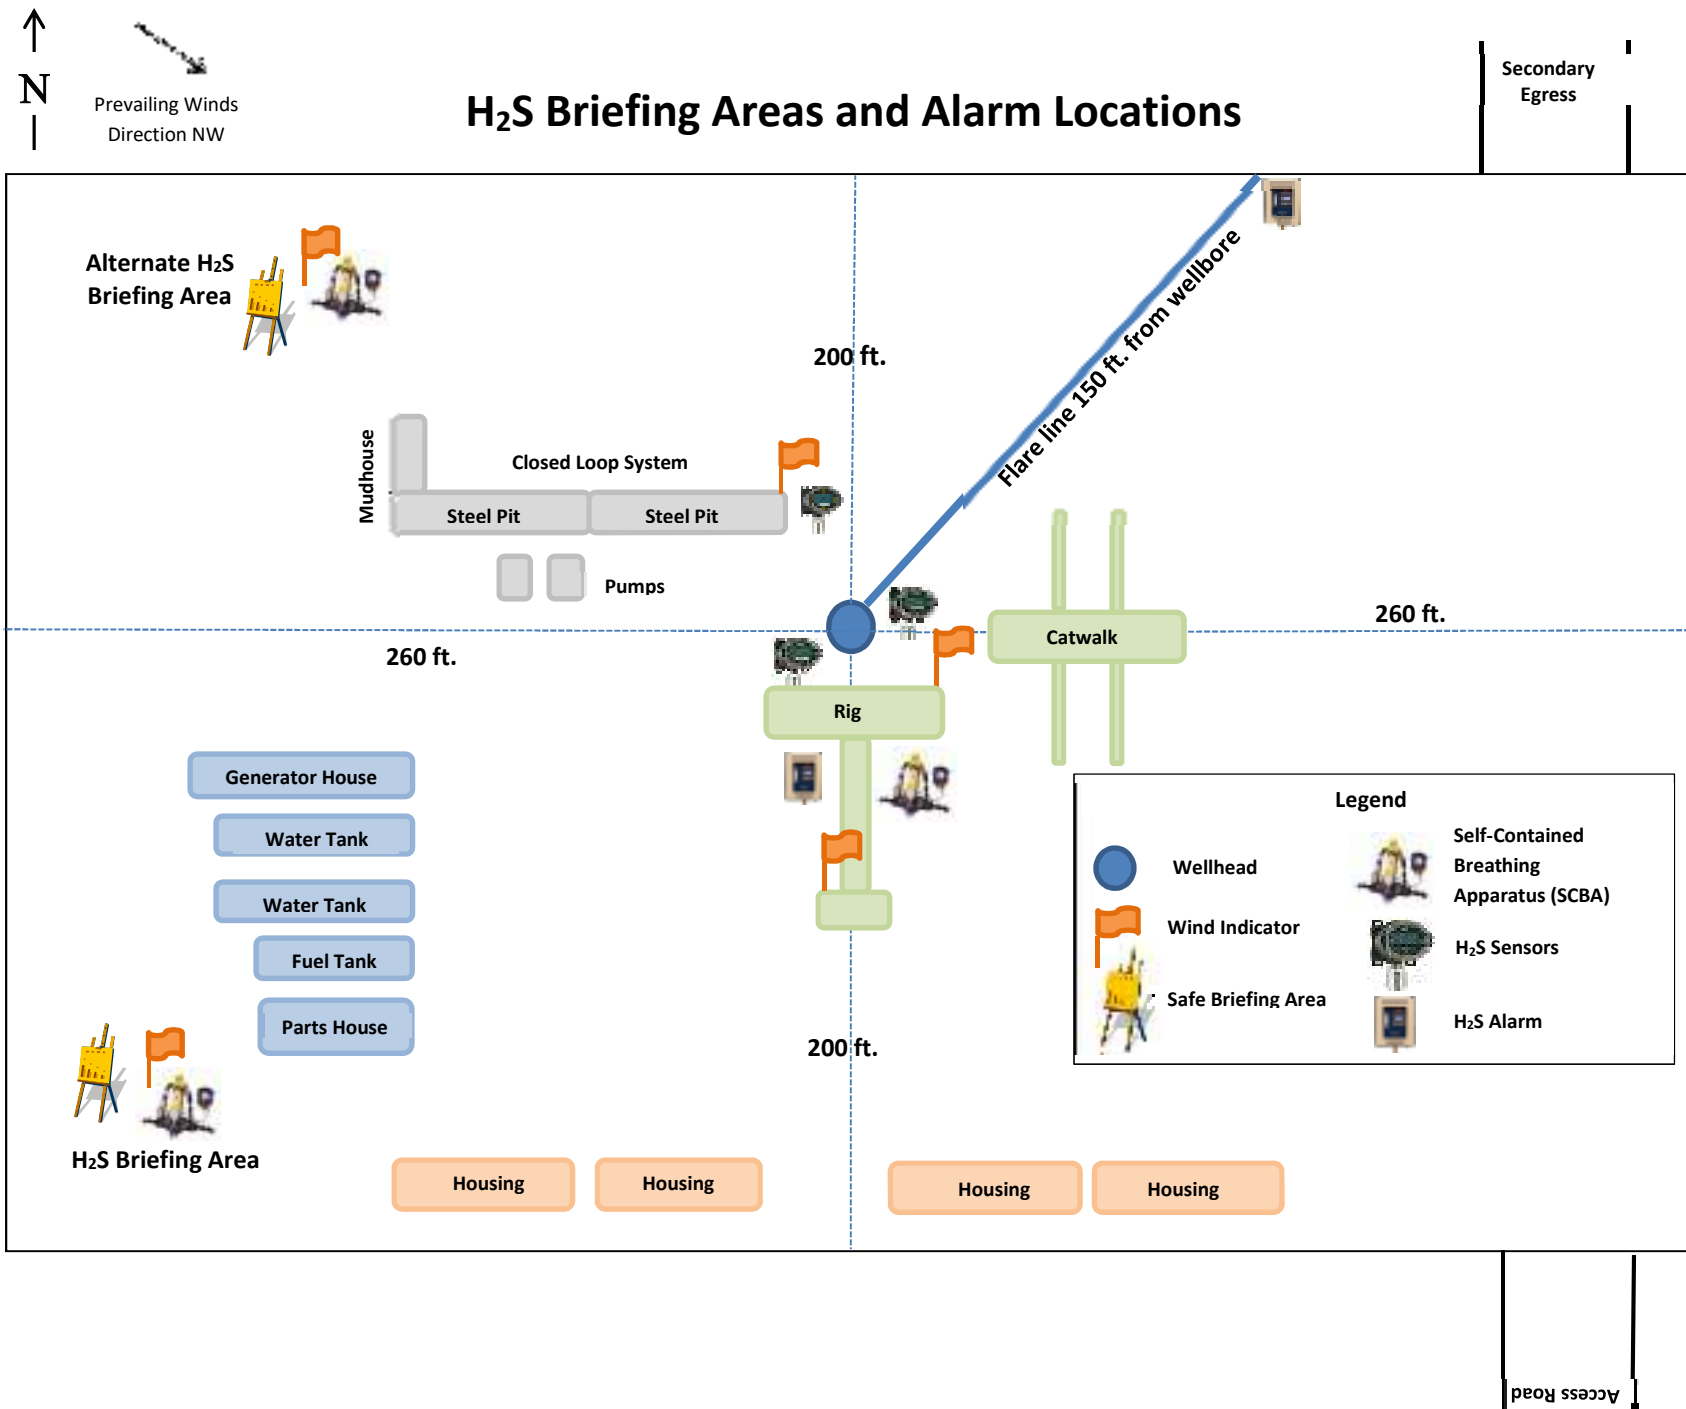 N
Prevailing Winds
Direction NW
H₂S Briefing Areas and Alarm Locations
Secondary
Egress
Alternate H₂S
Briefing Area
200 ft.
Flare line 150 ft. from wellbore
Mudhouse
Closed Loop System
Steel Pit
Steel Pit
Pumps
260 ft.
260 ft.
Catwalk
Rig
Generator House
Water Tank
Water Tank
Fuel Tank
Parts House
H₂S Briefing Area
200 ft.
Legend
Wellhead
Wind Indicator
Safe Briefing Area
Self-Contained
Breathing
Apparatus (SCBA)
H₂S Sensors
H₂S Alarm
Housing
Housing
Housing
Housing
Access Road